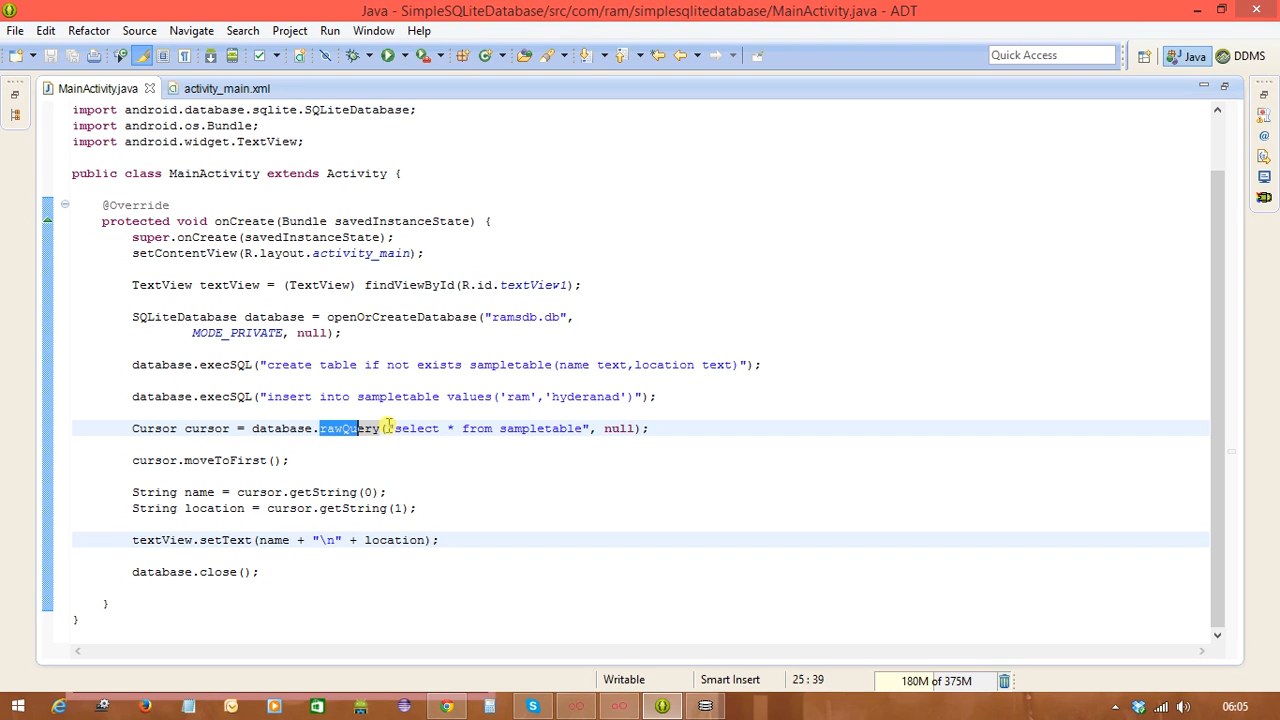 Java - SimpleSQLiteDatabase/src/com/ram/simplesqlitedatabase/MainActivity.java - ADT
File Edit Refactor Source Navigate Search Project Run Window Help
Quick Access Java DDMS
MainActivity.java activity_main.xml
import android.database.sqlite.SQLiteDatabase;
import android.os.Bundle;
import android.widget.TextView;
public class MainActivity extends Activity {
@Override
protected void onCreate(Bundle savedInstanceState) {
super.onCreate(savedInstanceState);
setContentView(R.layout.activity_main);
TextView textView = (TextView) findViewById(R.id.textView1);
SQLiteDatabase database = openOrCreateDatabase("ramsdb.db",
MODE_PRIVATE, null);
database.execSQL("create table if not exists sampletable(name text,location text)");
database.execSQL("insert into sampletable values('ram','hyderanad')");
Cursor cursor = database.rawQuery("select * from sampletable", null);
cursor.moveToFirst();
String name = cursor.getString(0);
String location = cursor.getString(1);
textView.setText(name + "\n" + location);
database.close();
}
}
Writable Smart Insert 25 : 39 180M of 375M
06:05